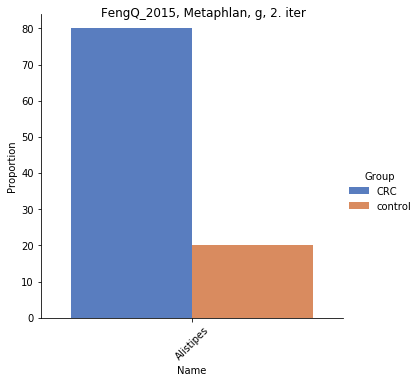 FengQ_2015, Metaphlan, g, 2. iter
80
70
60
50
40
30
20
10
0
Proportion
Alistipes
Name
Group
CRC
control